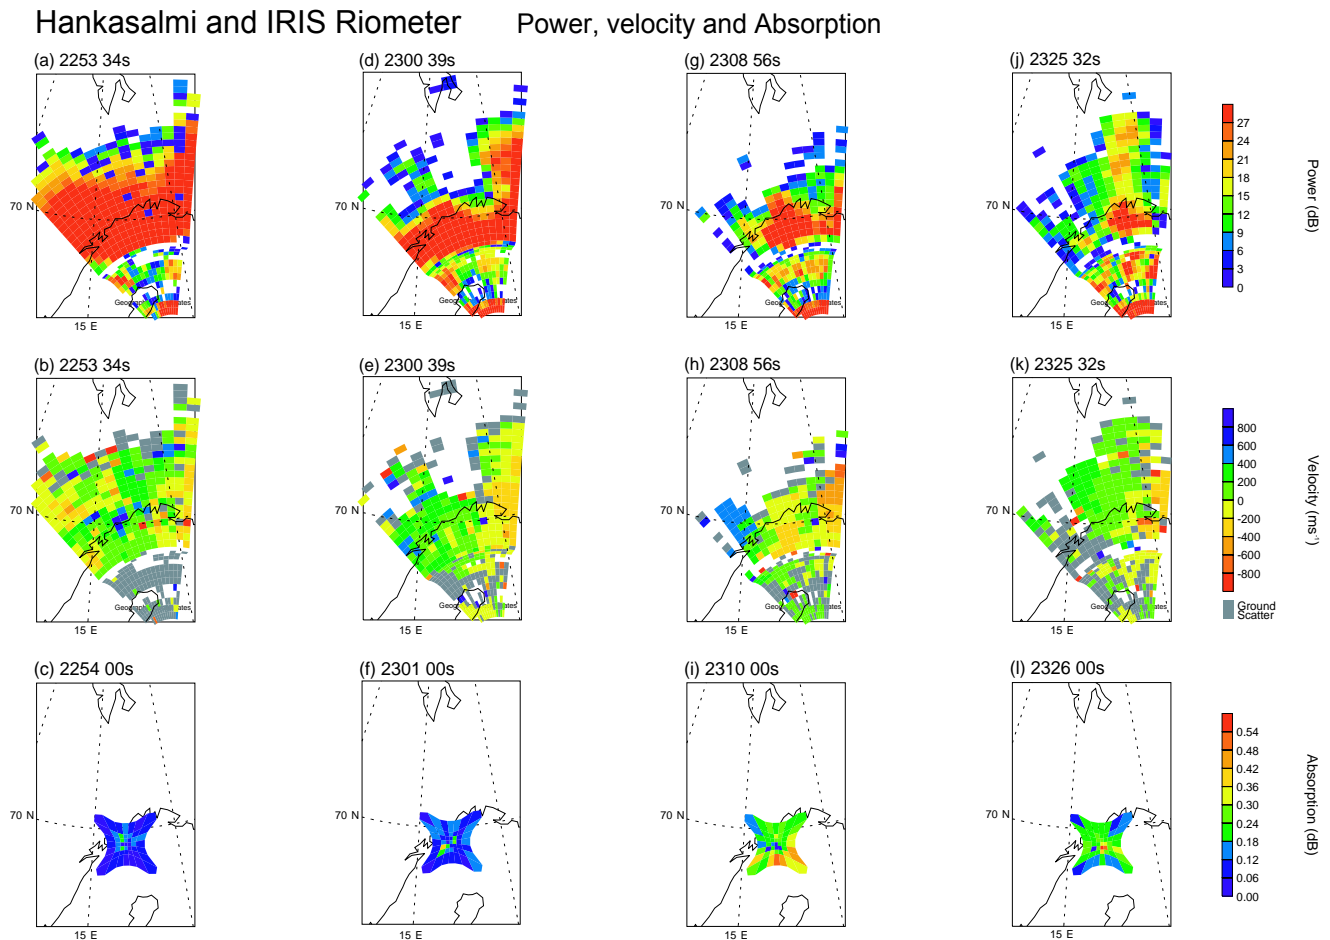 Hankasalmi and IRIS Riometer Power, velocity and Absorption
(a) 2253 34s (d) 2300 39s (g) 2308 56s (j) 2325 32s
70 N 70 N 70 N 70 N
15 E 15 E 15 E 15 E
27
24
21
18
15
12
9
6
3
0
Power (dB)
(b) 2253 34s (e) 2300 39s (h) 2308 56s (k) 2325 32s
70 N 70 N 70 N 70 N
15 E 15 E 15 E 15 E
800
600
400
200
0
-200
-400
-600
-800
Ground
Scatter
Velocity (ms⁻¹)
(c) 2254 00s (f) 2301 00s (i) 2310 00s (l) 2326 00s
70 N 70 N 70 N 70 N
15 E 15 E 15 E 15 E
0.54
0.48
0.42
0.36
0.30
0.24
0.18
0.12
0.06
0.00
Absorption (dB)